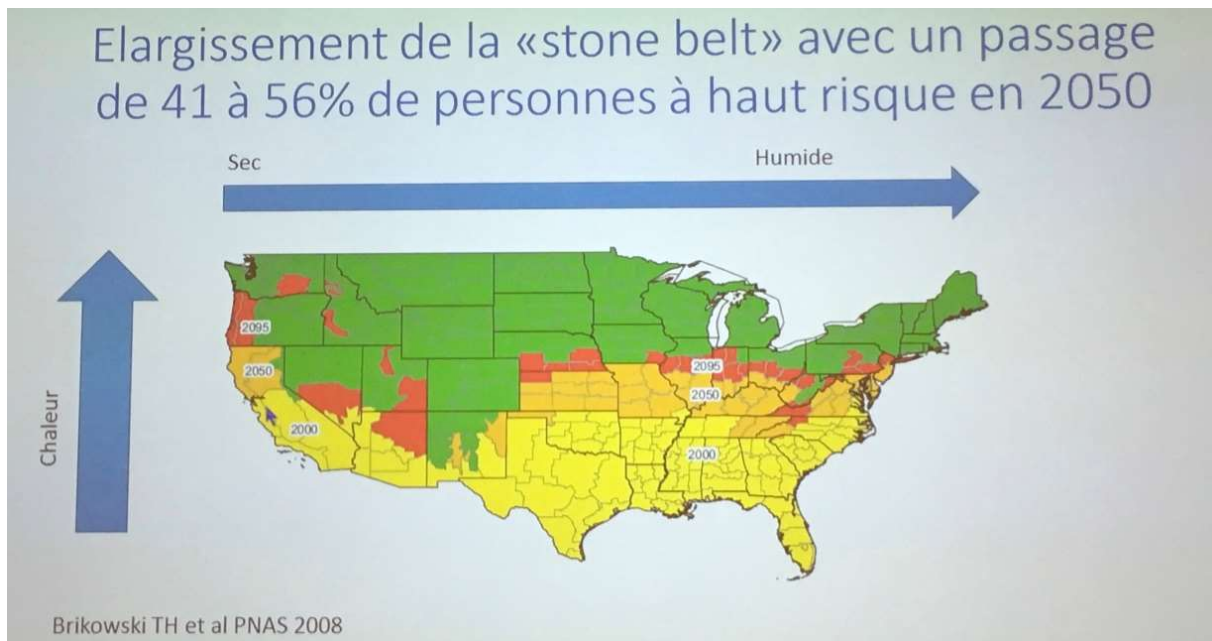 Elargissement de la «stone belt» avec un passage
de 41 à 56% de personnes à haut risque en 2050
Sec
Humide
Chaleur
2095
2050
2000
2095
2050
2000
Brikowski TH et al PNAS 2008